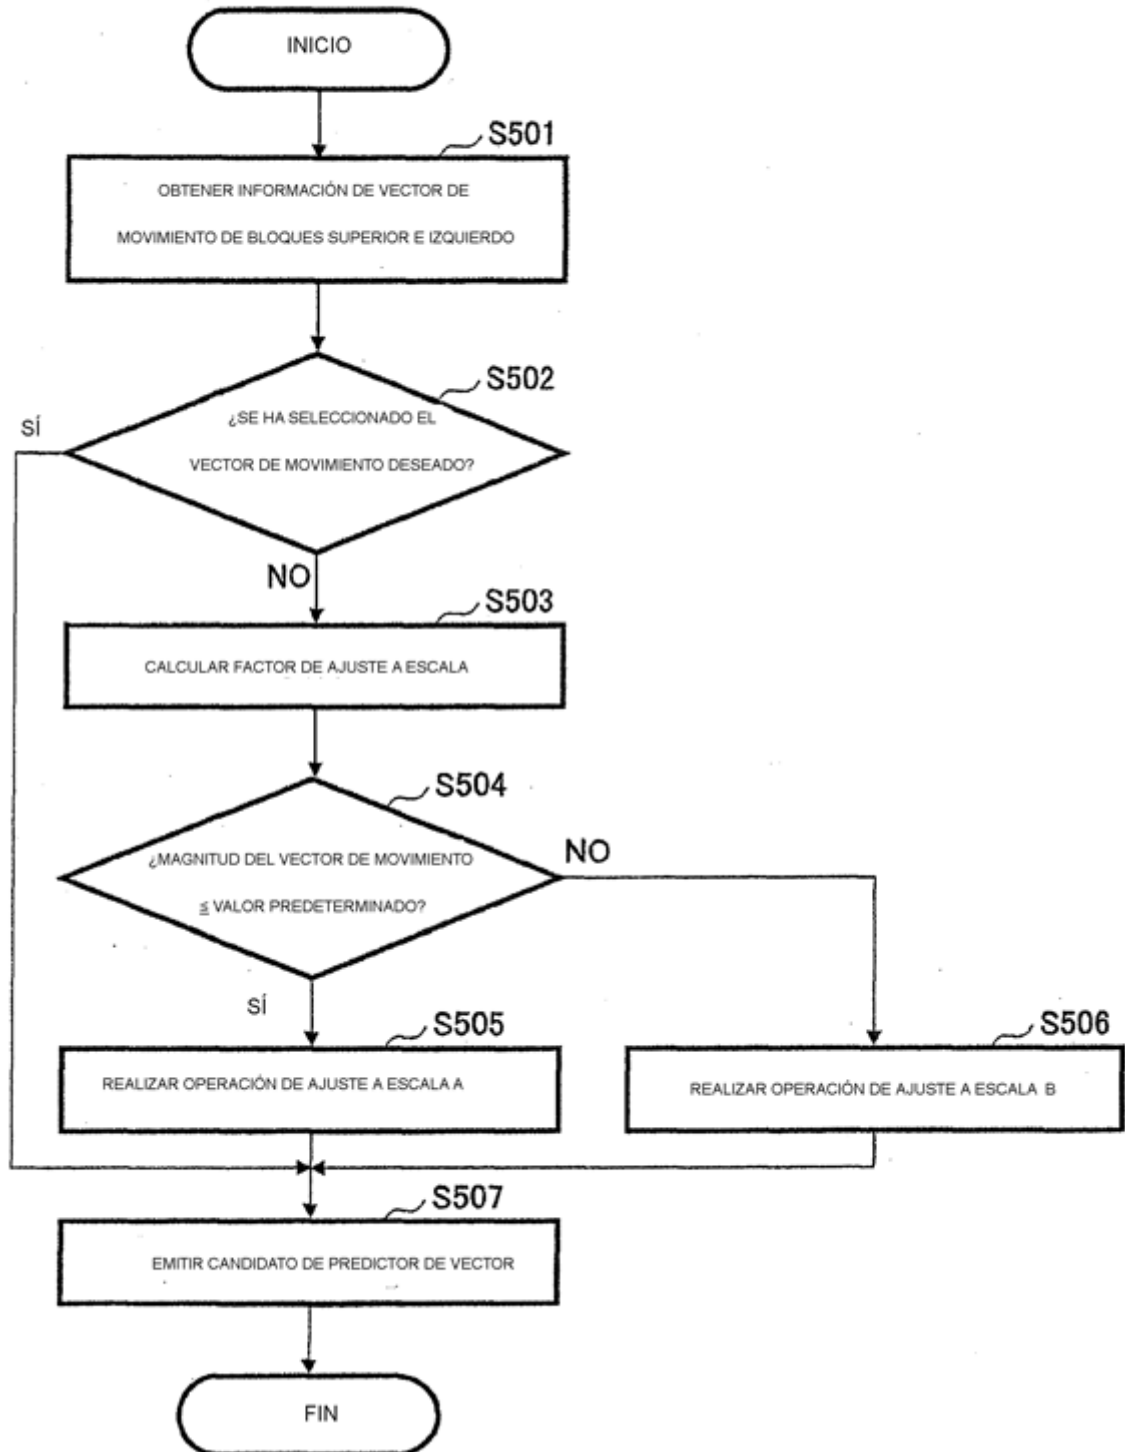 INICIO
S501
OBTENER INFORMACIÓN DE VECTOR DE
MOVIMIENTO DE BLOQUES SUPERIOR E IZQUIERDO
S502
SÍ
¿SE HA SELECCIONADO EL
VECTOR DE MOVIMIENTO DESEADO?
NO
S503
CALCULAR FACTOR DE AJUSTE A ESCALA
S504
¿MAGNITUD DEL VECTOR DE MOVIMIENTO
≤ VALOR PREDETERMINADO?
NO
SÍ
S505
REALIZAR OPERACIÓN DE AJUSTE A ESCALA A
S506
REALIZAR OPERACIÓN DE AJUSTE A ESCALA B
S507
EMITIR CANDIDATO DE PREDICTOR DE VECTOR
FIN